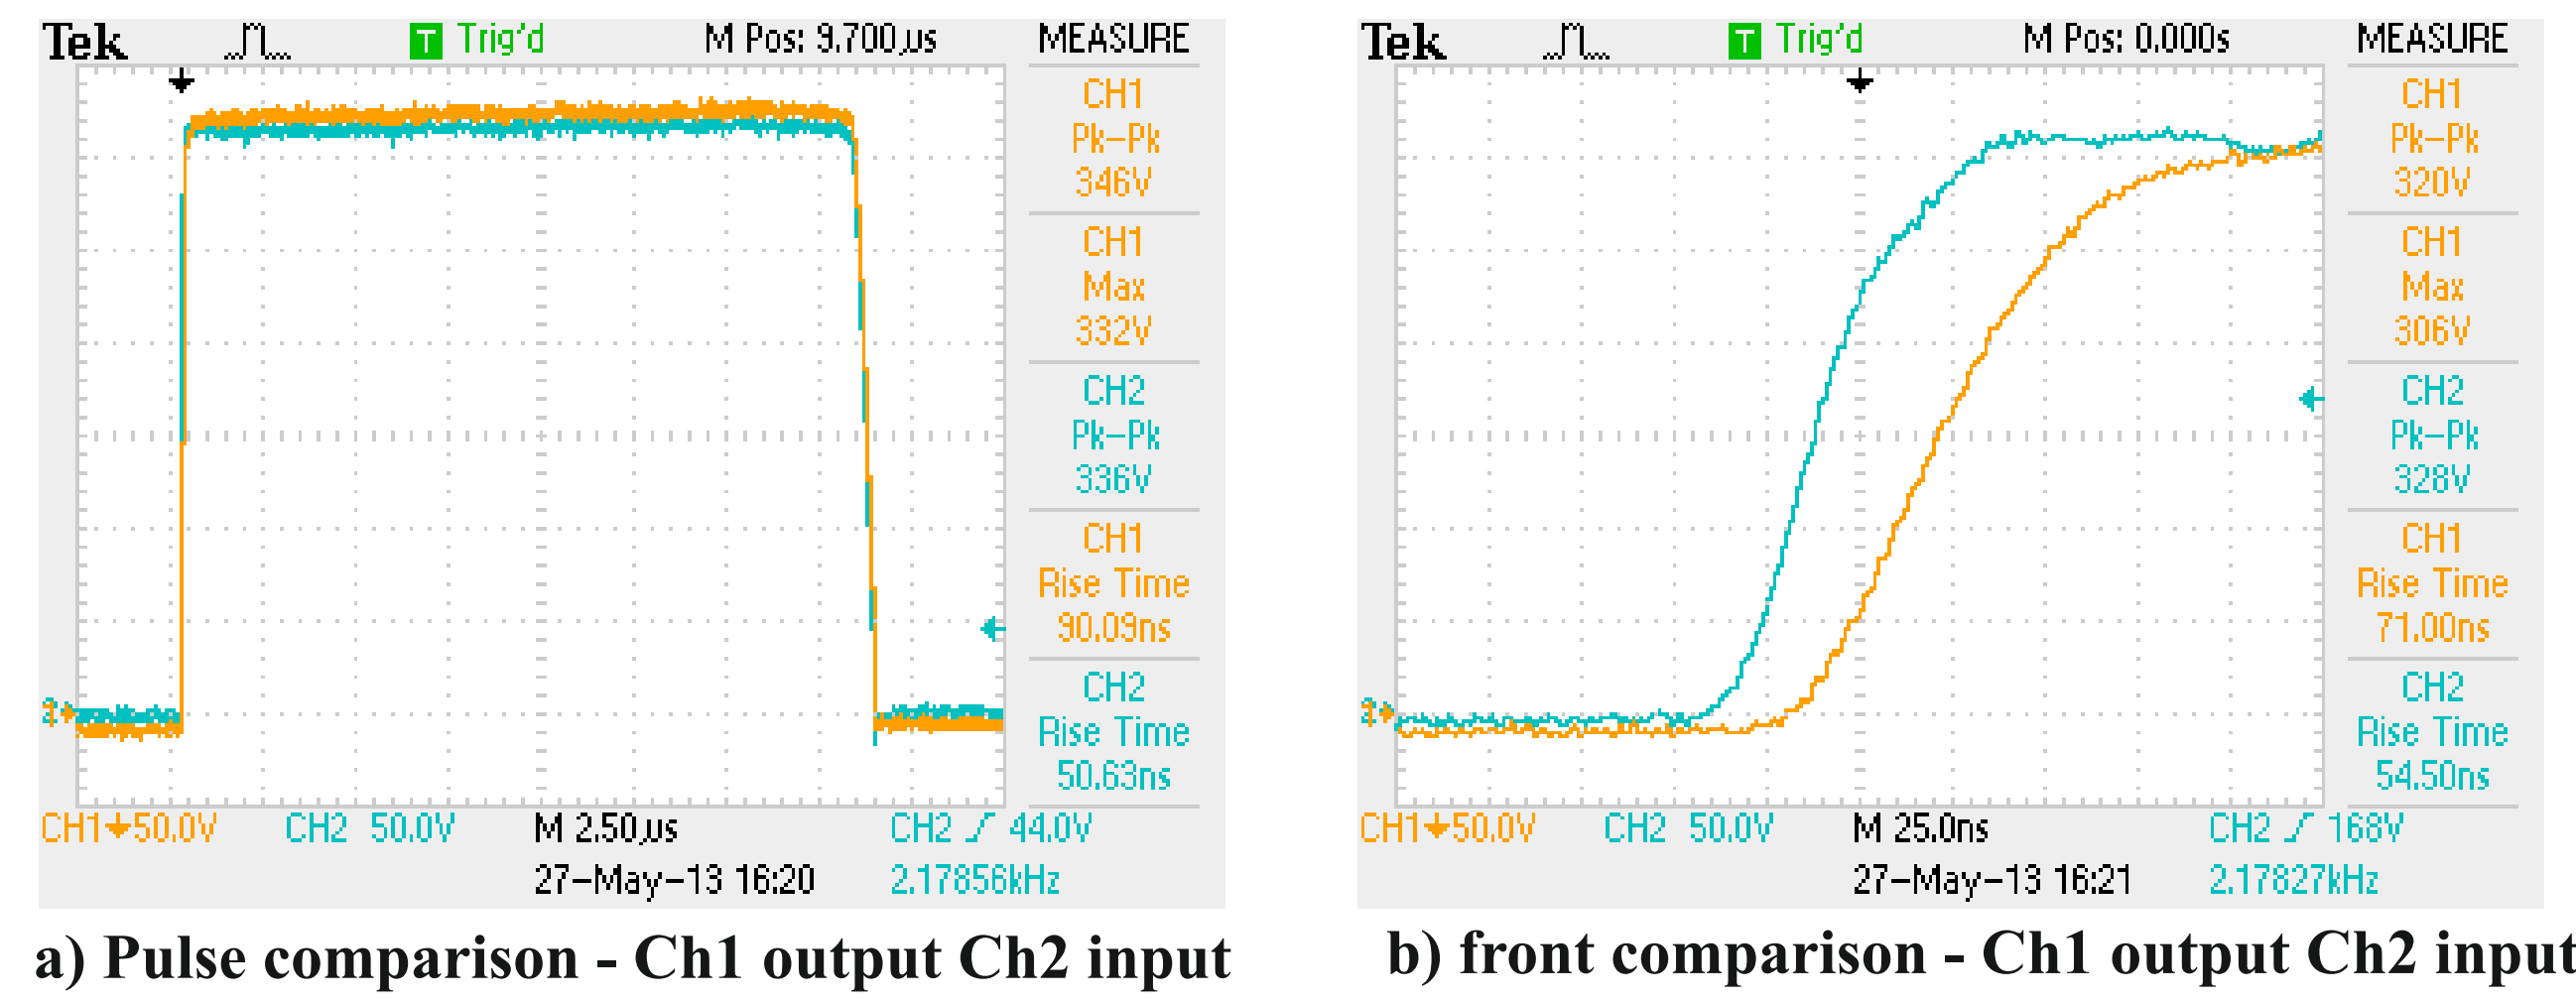 Tek T Trig'd M Pos: 9.700µs MEASURE
CH1
Pk-Pk
346V
CH1
Max
332V
CH2
Pk-Pk
336V
CH1
Rise Time
90.09ns
CH2
Rise Time
50.63ns
CH1 50.0V CH2 50.0V M 2.50µs CH2 44.0V
27-May-13 16:20 2.17856kHz
a) Pulse comparison - Ch1 output Ch2 input
Tek T Trig'd M Pos: 0.000s MEASURE
CH1
Pk-Pk
320V
CH1
Max
306V
CH2
Pk-Pk
328V
CH1
Rise Time
71.00ns
CH2
Rise Time
54.50ns
CH1 50.0V CH2 50.0V M 25.0ns CH2 168V
27-May-13 16:21 2.17827kHz
b) front comparison - Ch1 output Ch2 input